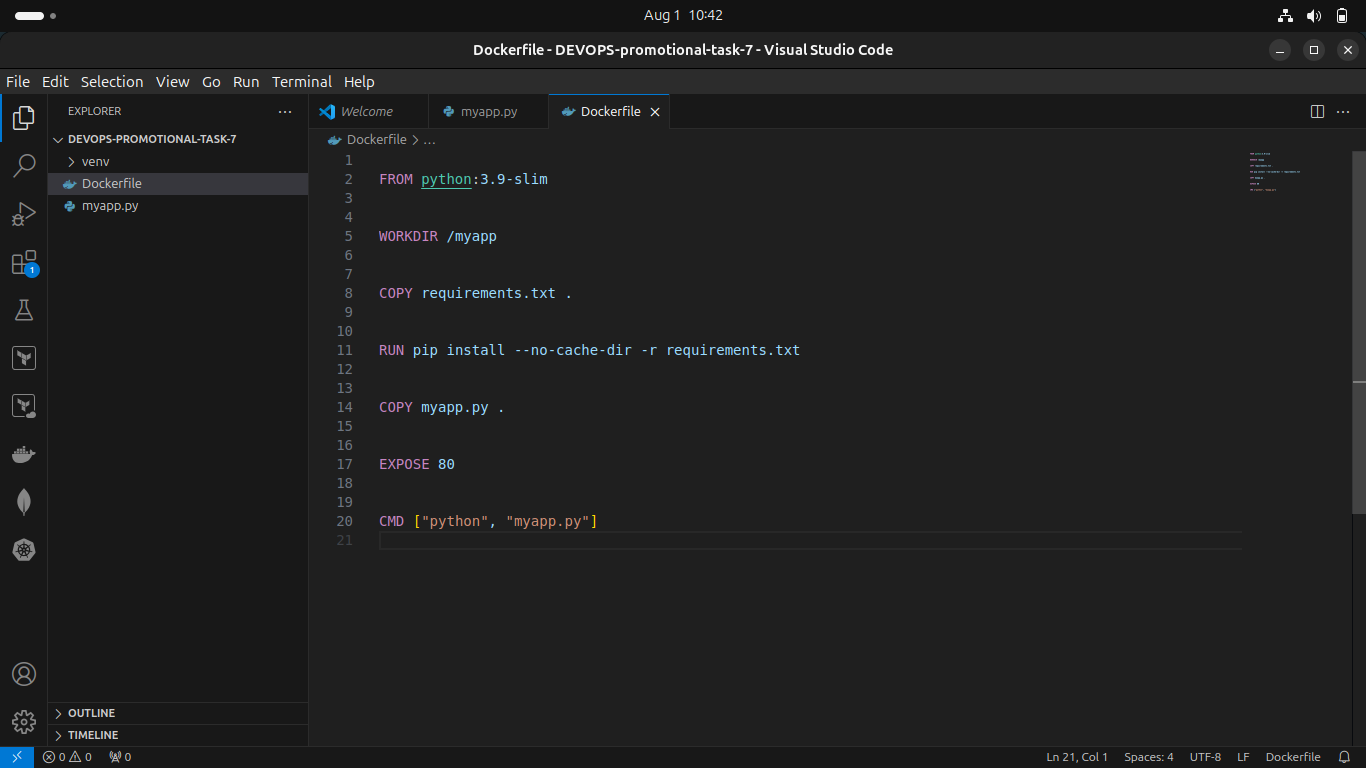 Aug 1 10:42
Dockerfile - DEVOPS-promotional-task-7 - Visual Studio Code
File Edit Selection View Go Run Terminal Help
EXPLORER
Welcome
myapp.py
Dockerfile
DEVOPS-PROMOTIONAL-TASK-7
venv
Dockerfile
myapp.py
Dockerfile > ...
1
2 FROM python:3.9-slim
3
4
5 WORKDIR /myapp
6
7
8 COPY requirements.txt .
9
10
11 RUN pip install --no-cache-dir -r requirements.txt
12
13
14 COPY myapp.py .
15
16
17 EXPOSE 80
18
19
20 CMD ["python", "myapp.py"]
21
1
OUTLINE
TIMELINE
0 0 0 Ln 21, Col 1 Spaces: 4 UTF-8 LF Dockerfile